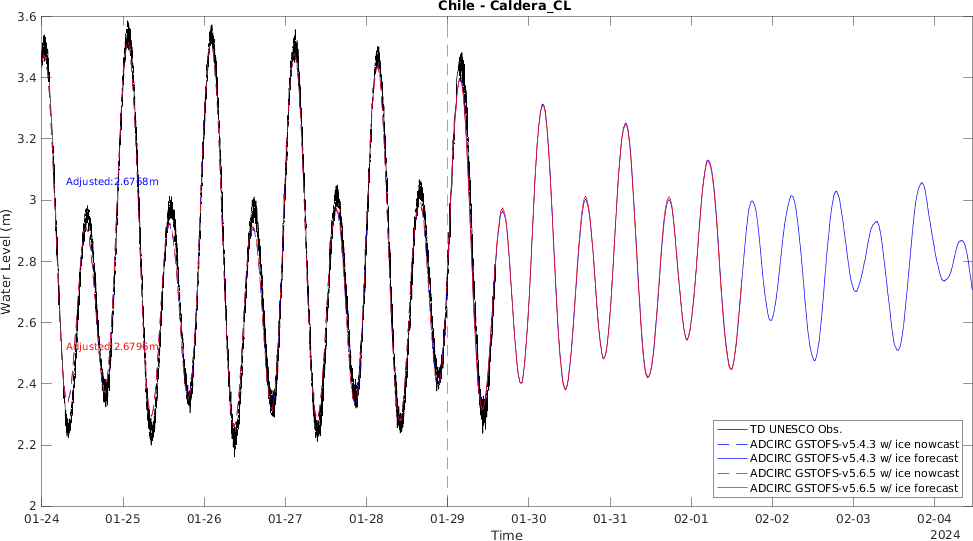 Chile - Caldera_CL
3.6
3.4
3.2
3
2.8
2.6
2.4
2.2
2
Water Level (m)
Adjusted:2.6768m
Adjusted:2.6796m
TD UNESCO Obs.
ADCIRC GSTOFS-v5.4.3 w/ ice nowcast
ADCIRC GSTOFS-v5.4.3 w/ ice forecast
ADCIRC GSTOFS-v5.6.5 w/ ice nowcast
ADCIRC GSTOFS-v5.6.5 w/ ice forecast
01-24 01-25 01-26 01-27 01-28 01-29 01-30 01-31 02-01 02-02 02-03 02-04
Time
2024